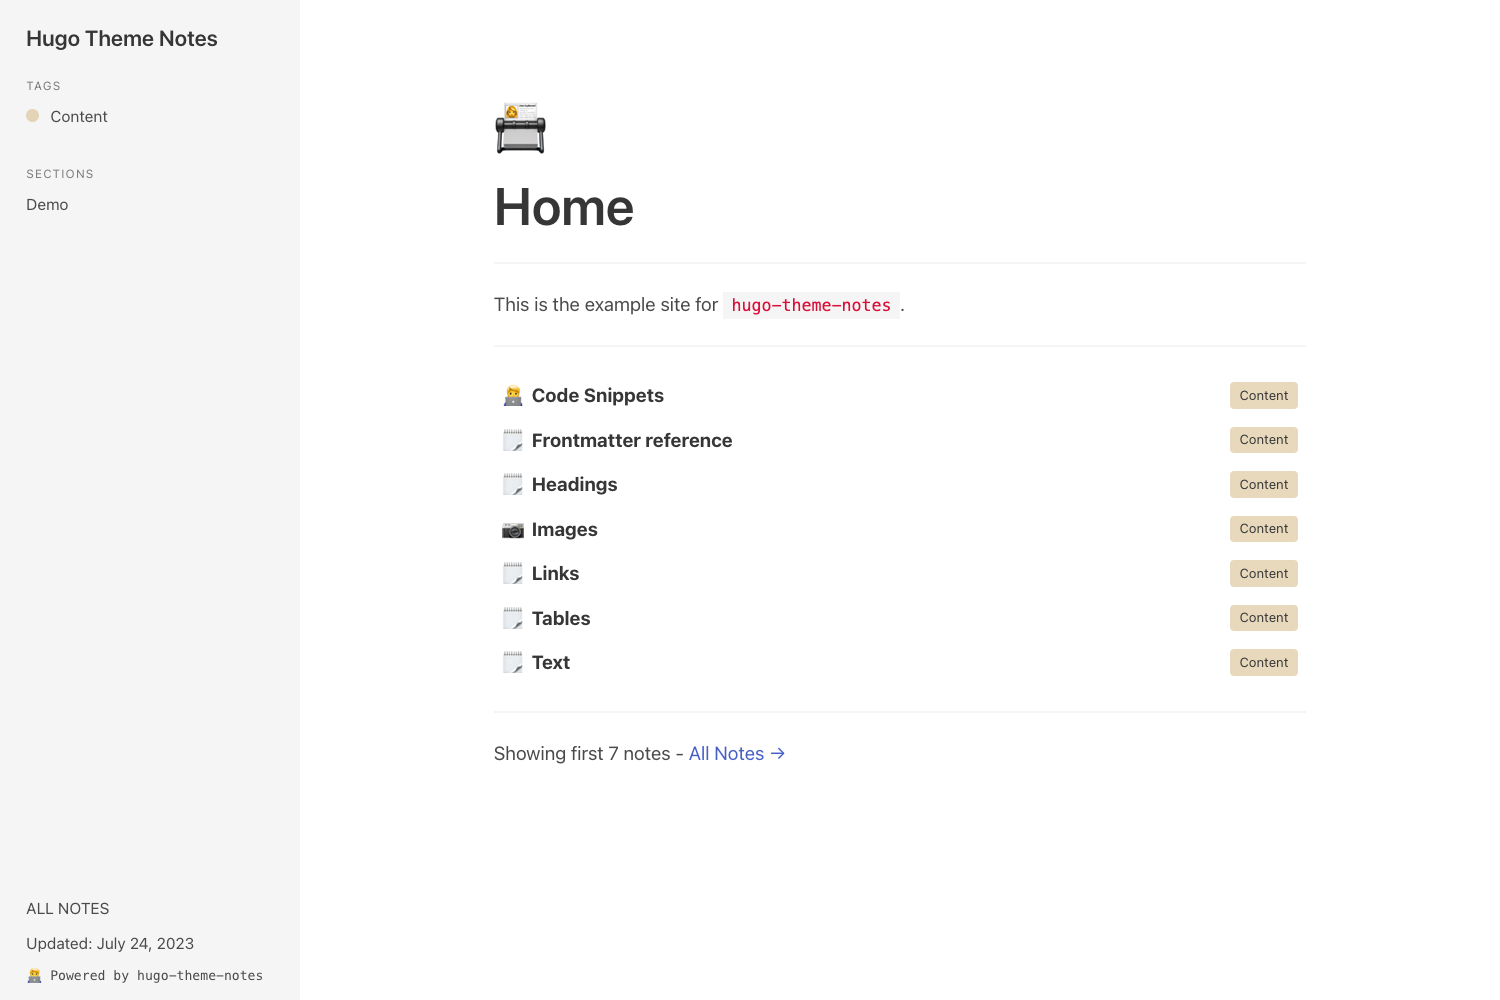 Hugo Theme Notes
TAGS
Content
SECTIONS
Demo
Home
This is the example site for hugo-theme-notes.
Code Snippets Content
Frontmatter reference Content
Headings Content
Images Content
Links Content
Tables Content
Text Content
Showing first 7 notes - All Notes →
ALL NOTES
Updated: July 24, 2023
Powered by hugo-theme-notes